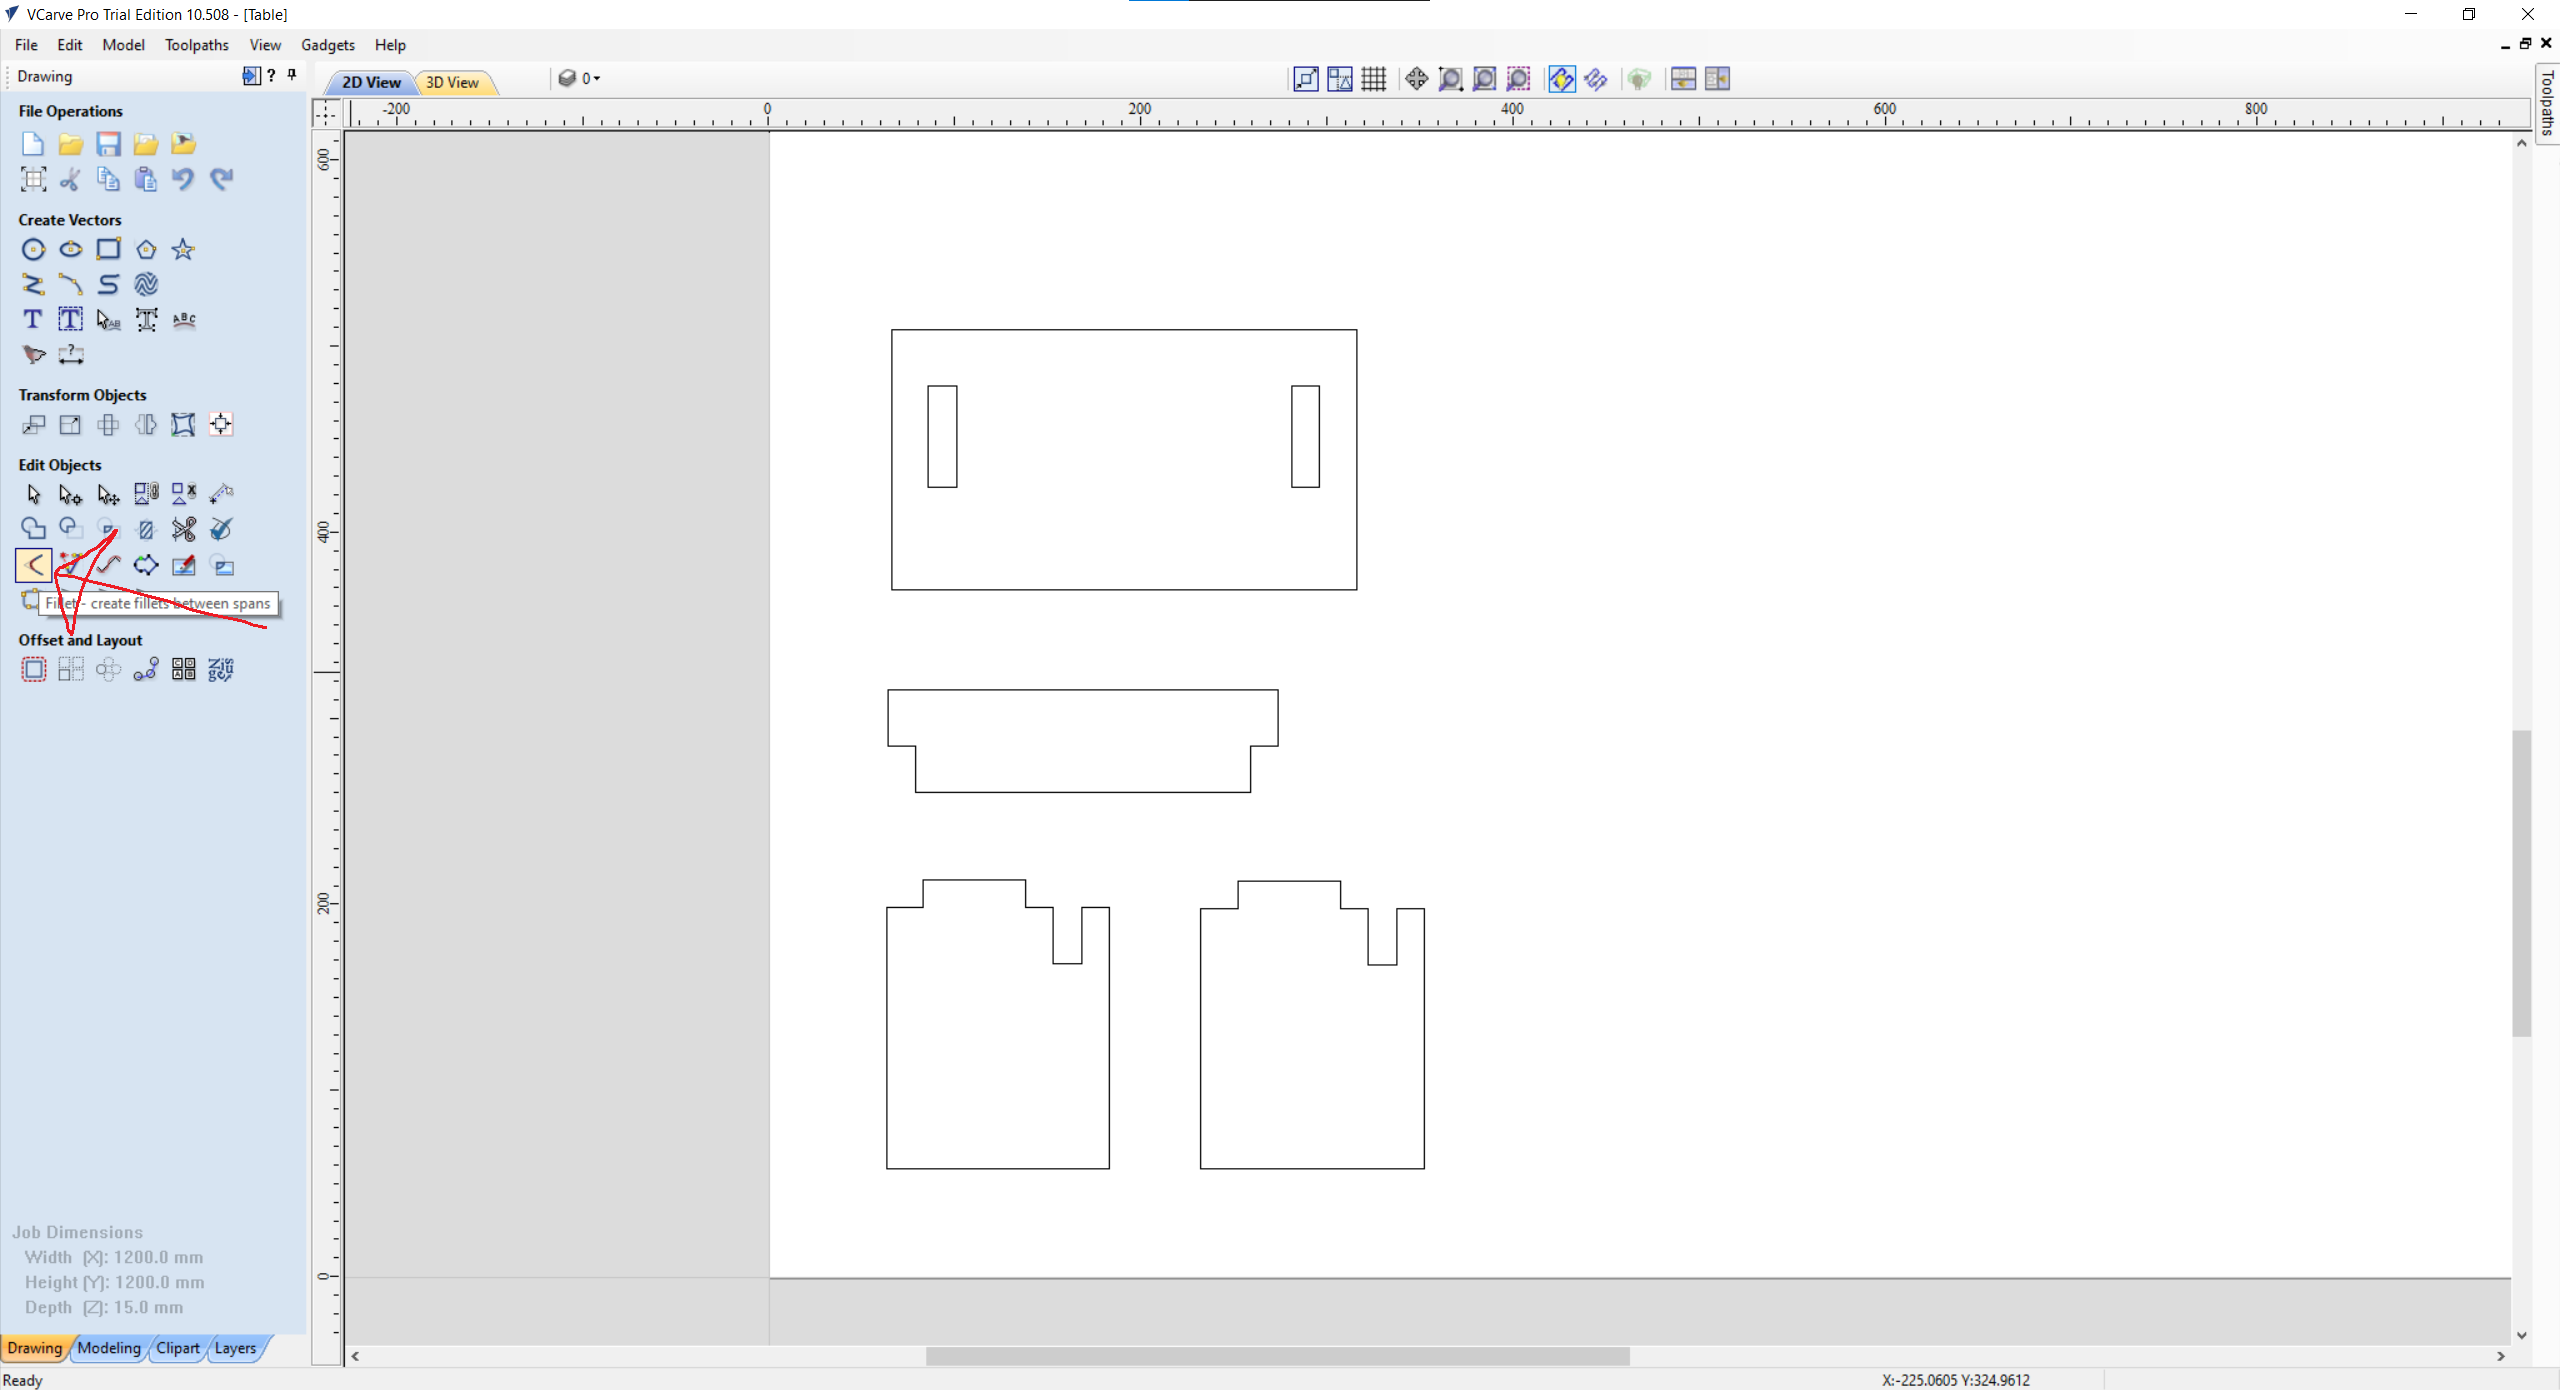 VCarve Pro Trial Edition 10.508 - [Table]
File Edit Model Toolpaths View Gadgets Help
Drawing ?
2D View 3D View 0
Toolpaths
-200 0 200 400 600 800
600
400
200
0
File Operations
Create Vectors
T T AB T ABC
?
Transform Objects
Edit Objects
Fillet - create fillets between spans
Offset and Layout
Job Dimensions
Width (X): 1200.0 mm
Height (Y): 1200.0 mm
Depth (Z): 15.0 mm
Drawing Modeling Clipart Layers
Ready
X:-225.0605 Y:324.9612